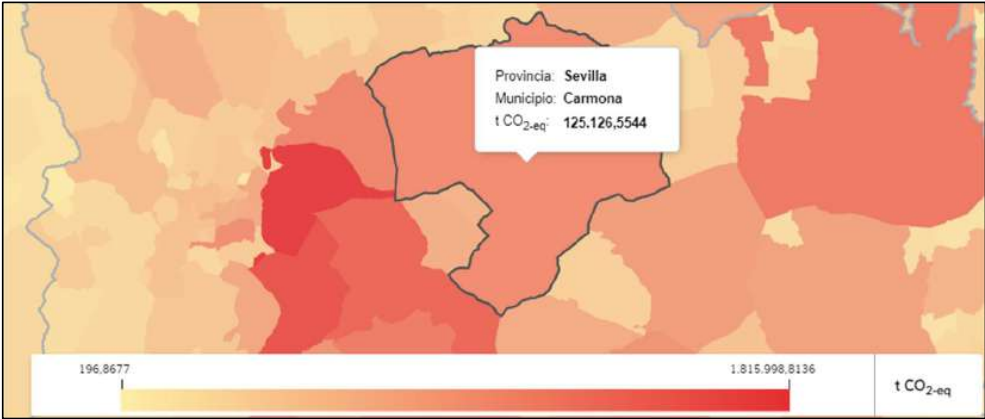 Provincia: Sevilla
Municipio: Carmona
t CO2-eq: 125.126,5544
196,8677
1.815.998,8136
t CO2-eq